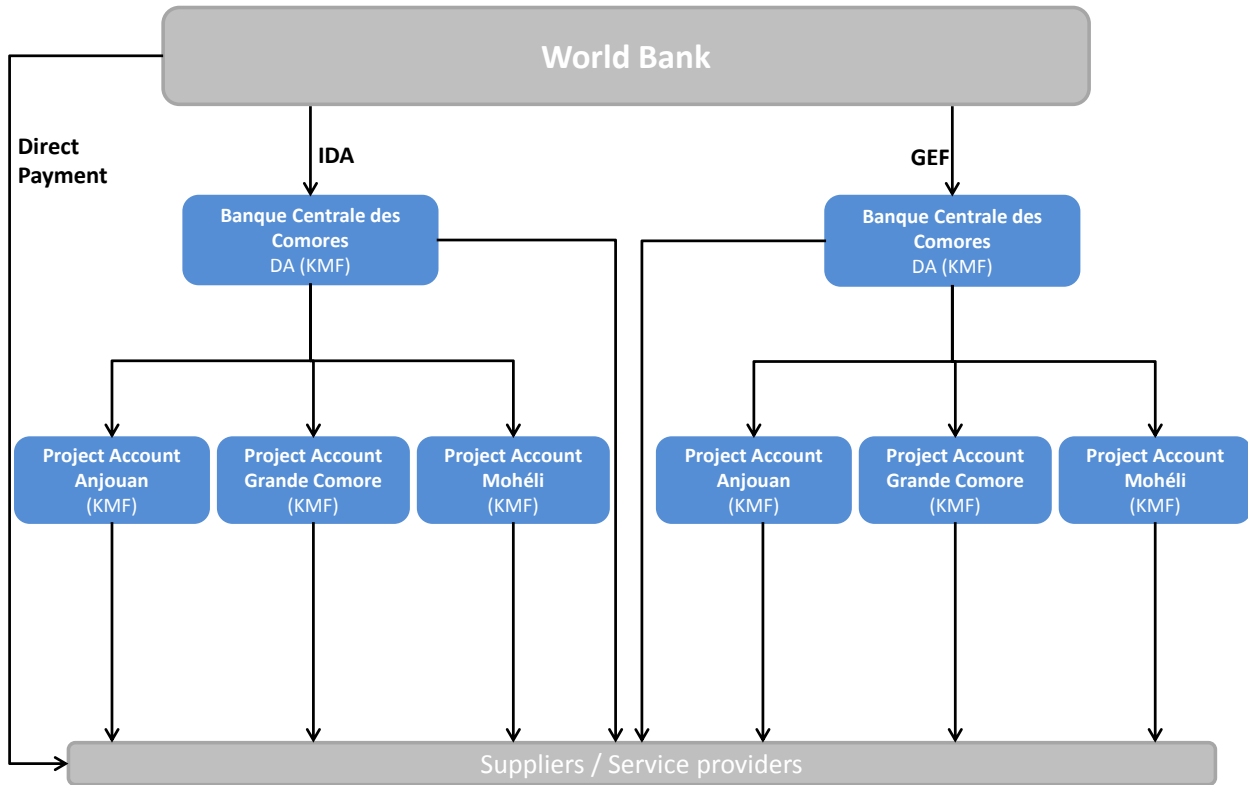 World Bank
Direct
Payment
IDA
GEF
Banque Centrale des
Comores
DA (KMF)
Banque Centrale des
Comores
DA (KMF)
Project Account
Anjouan
(KMF)
Project Account
Grande Comore
(KMF)
Project Account
Mohéli
(KMF)
Project Account
Anjouan
(KMF)
Project Account
Grande Comore
(KMF)
Project Account
Mohéli
(KMF)
Suppliers / Service providers